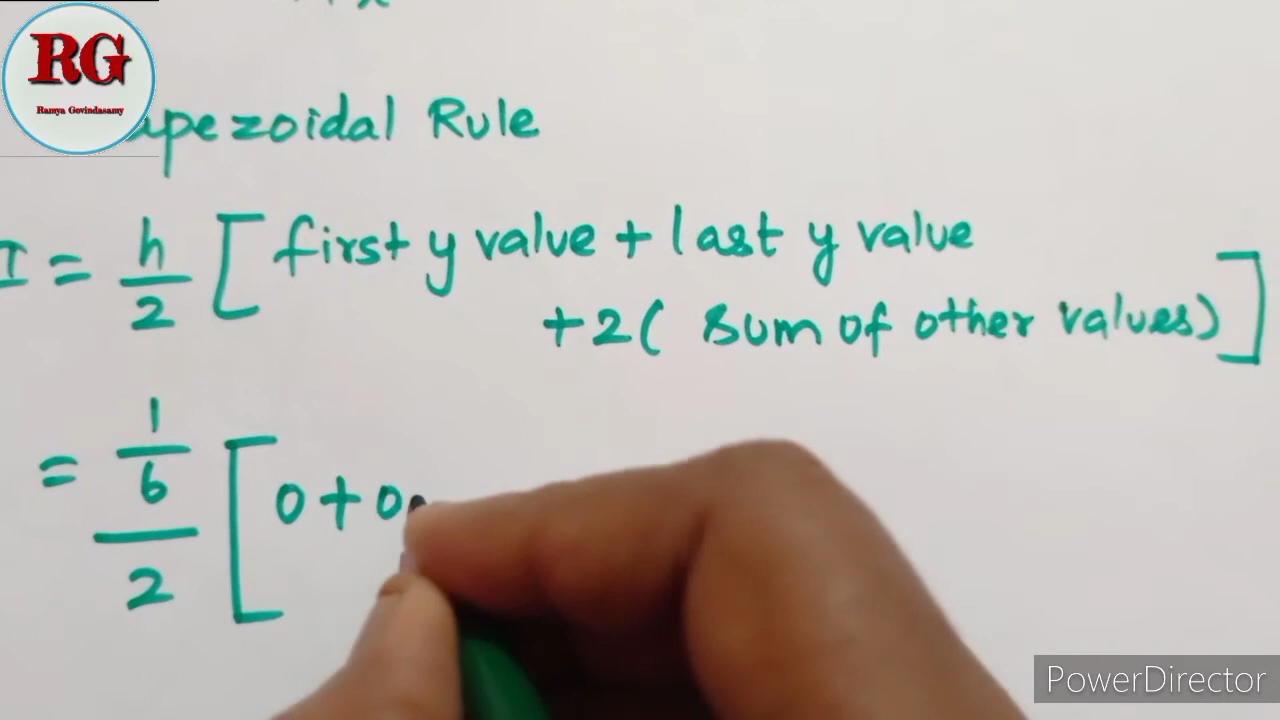 RG
Ramya Govindasamy
apezoidal Rule
I = h/2 [ first y value + last y value
+2( sum of other values) ]
= 1/6 / 2 [ 0 + 0.
PowerDirector